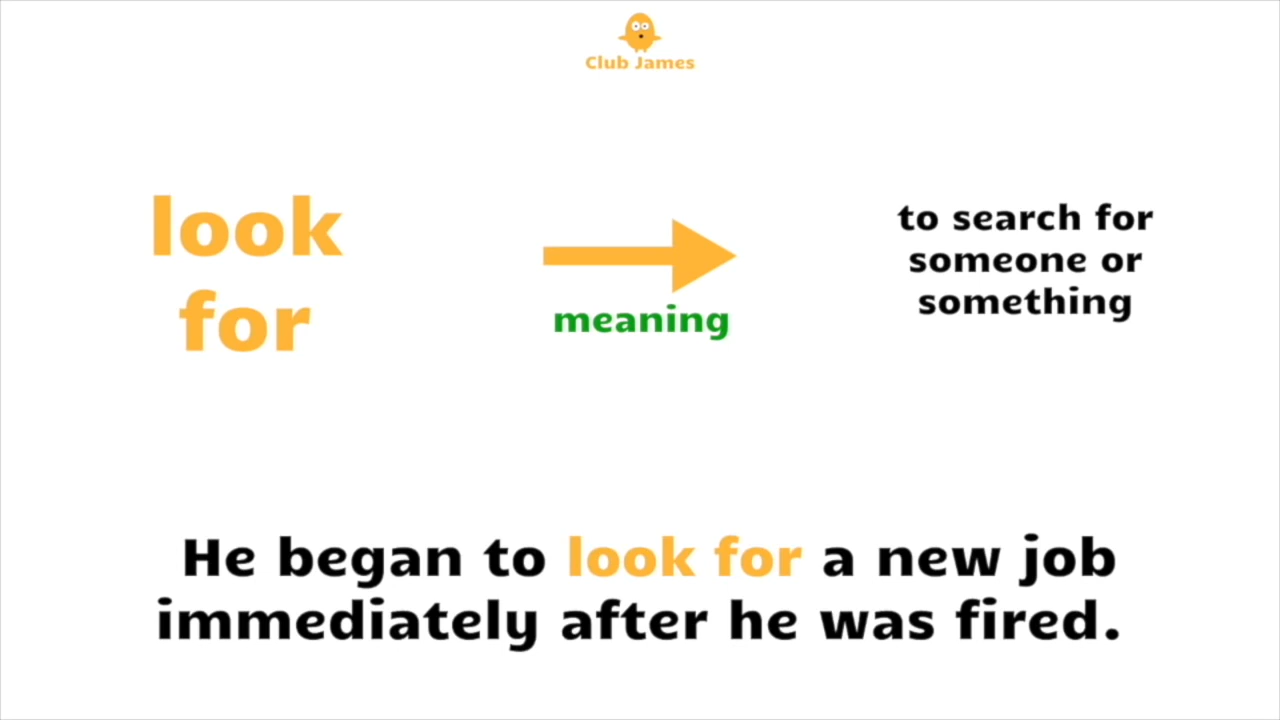 Club James
look
for
meaning
to search for
someone or
something
He began to look for a new job
immediately after he was fired.